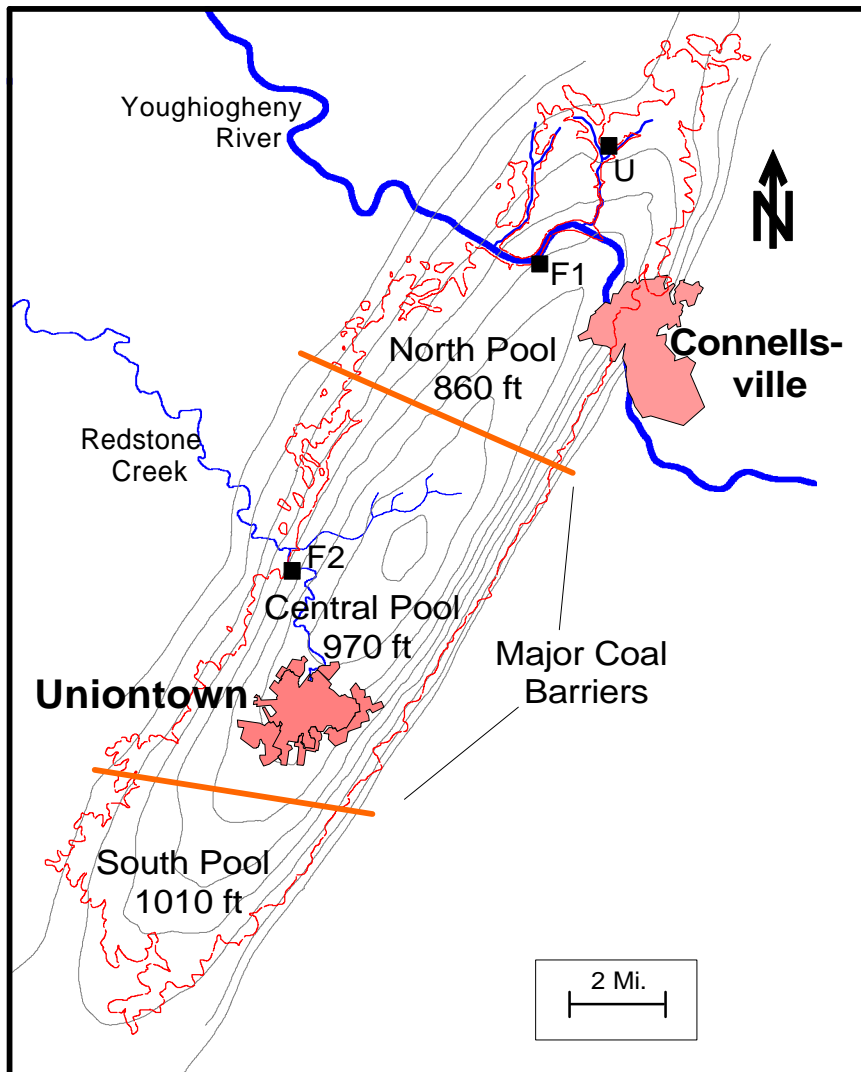 Youghiogheny
River
U
N
F1
North Pool
860 ft
Connells-
ville
Redstone
Creek
F2
Central Pool
970 ft
Major Coal
Barriers
Uniontown
South Pool
1010 ft
2 Mi.